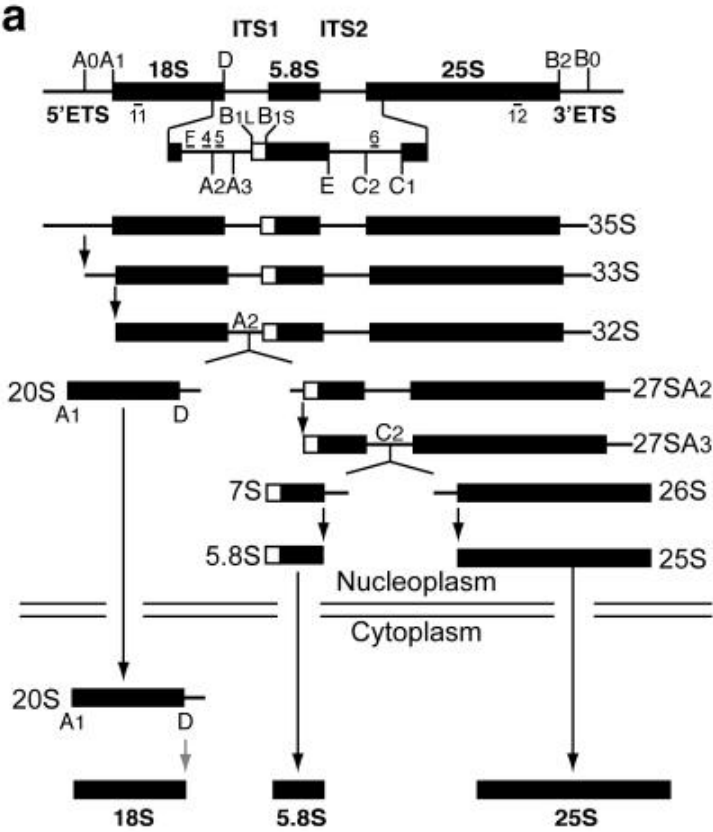 a
ITS1 ITS2
A0 A1 18S D 5.8S 25S B2 B0
5'ETS 11 B1L B1S 12 3'ETS
F 4 5 6
A2 A3 E C2 C1
35S
33S
A2 32S
20S 27SA2
A1 D
C2 27SA3
7S 26S
5.8S 25S
Nucleoplasm
Cytoplasm
20S
A1 D
18S 5.8S 25S